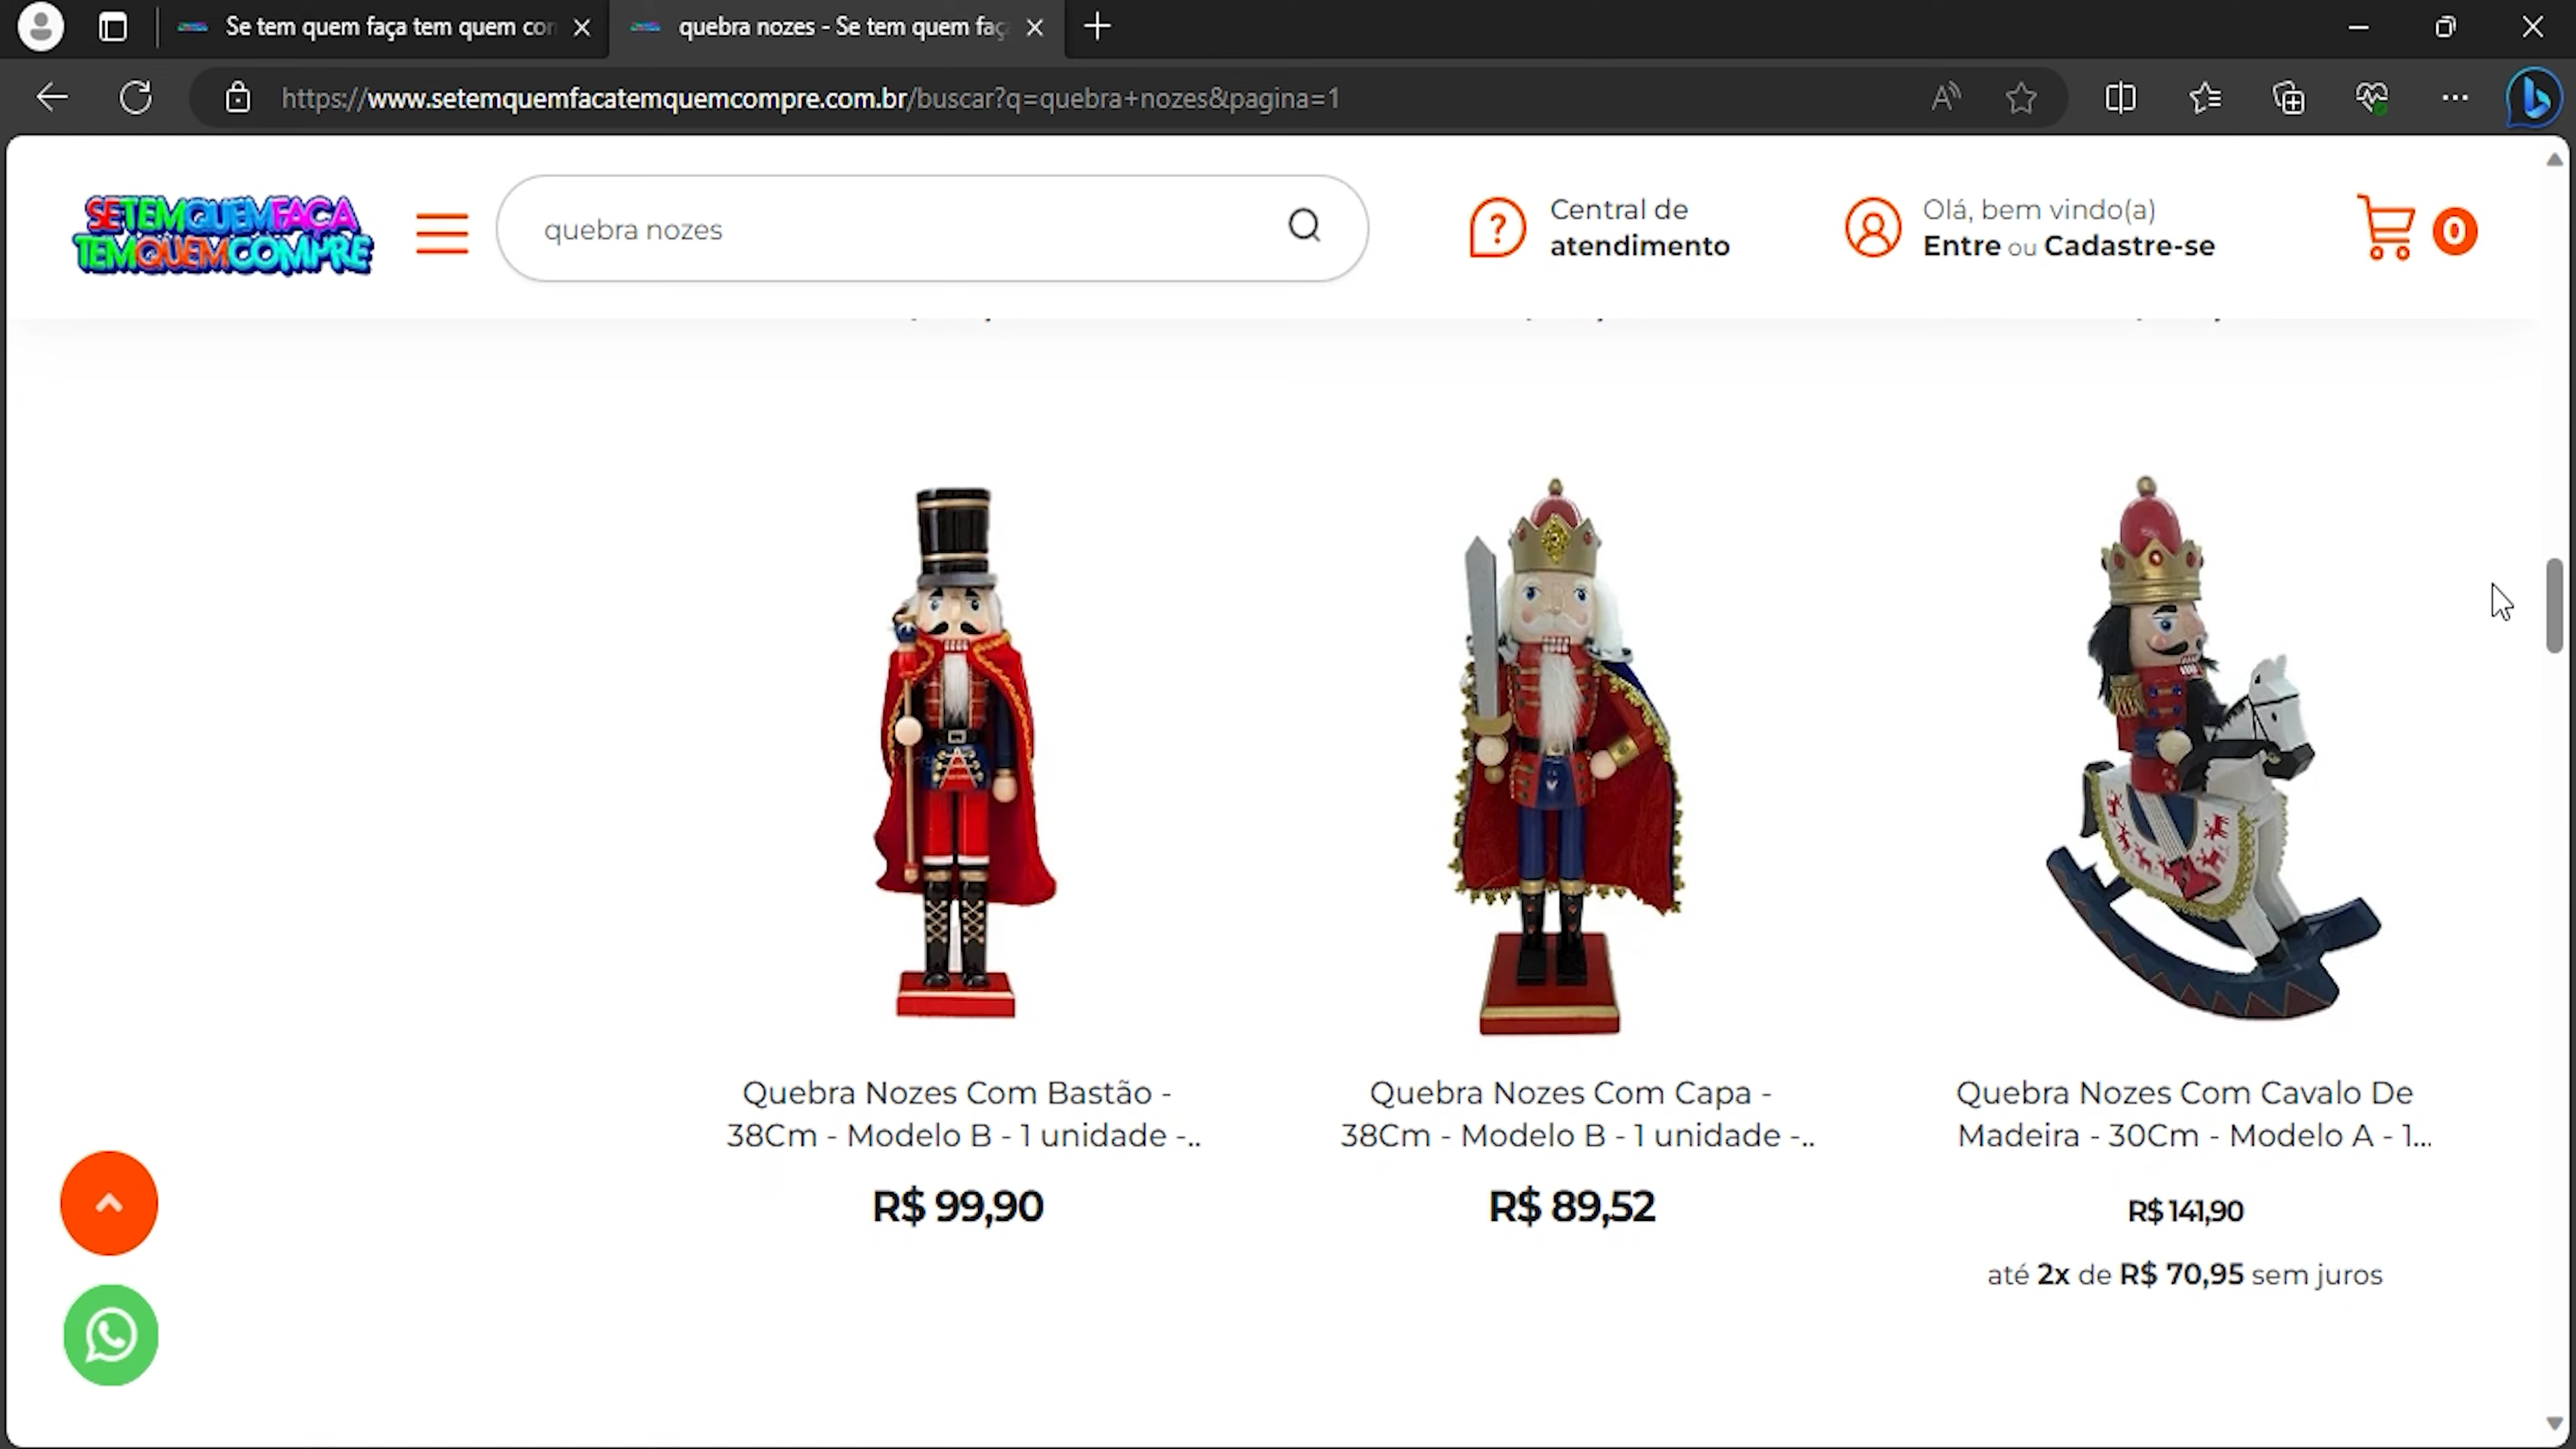 Se tem quem faça tem quem con
quebra nozes - Se tem quem faç
https://www.setemquemfacatemquemcompre.com.br/buscar?q=quebra+nozes&pagina=1
SETEMQUEMFAÇA
TEMQUEMCOMPRE
quebra nozes
Central de
atendimento
Olá, bem vindo(a)
Entre ou Cadastre-se
0
Quebra Nozes Com Bastão -
38Cm - Modelo B - 1 unidade -..
R$ 99,90
Quebra Nozes Com Capa -
38Cm - Modelo B - 1 unidade -..
R$ 89,52
Quebra Nozes Com Cavalo De
Madeira - 30Cm - Modelo A - 1...
R$ 141,90
até 2x de R$ 70,95 sem juros